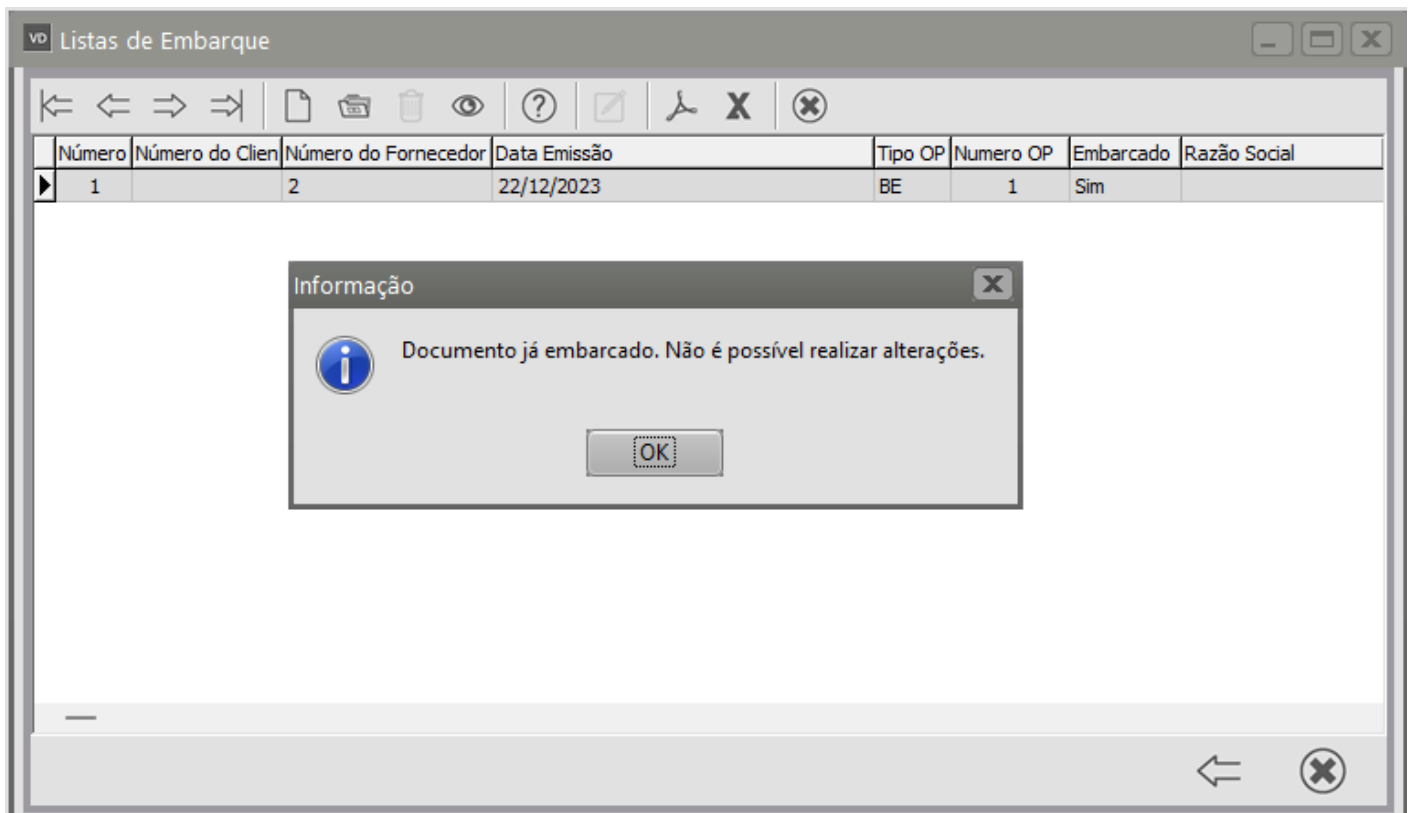 VD Listas de Embarque
Número Número do Clien Número do Fornecedor Data Emissão Tipo OP Numero OP Embarcado Razão Social
1 2 22/12/2023 BE 1 Sim
Informação
Documento já embarcado. Não é possível realizar alterações.
OK